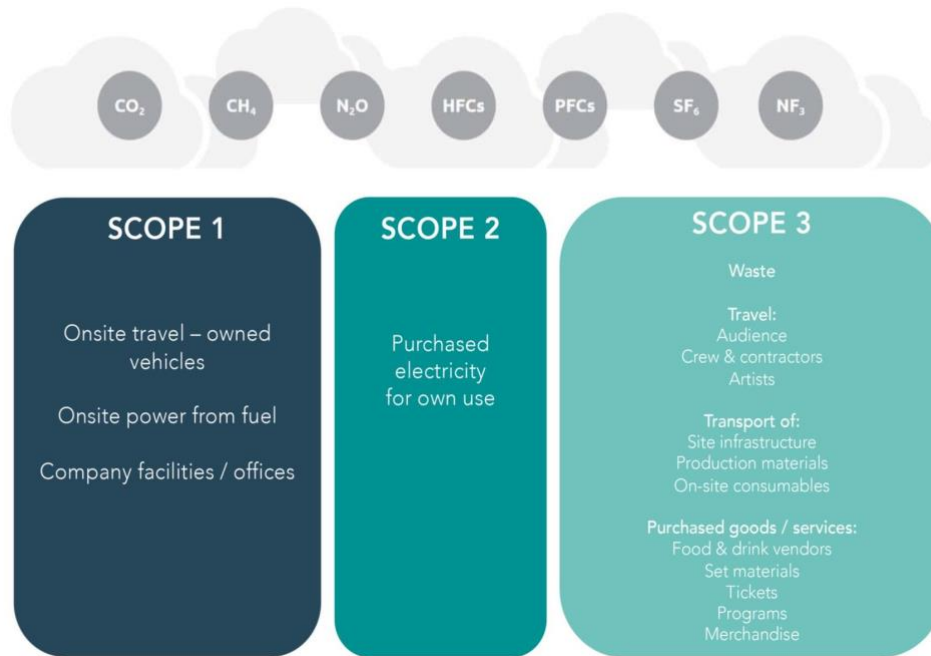 CO₂ CH₄ N₂O HFCs PFCs SF₆ NF₃
SCOPE 1
Onsite travel – owned
vehicles
Onsite power from fuel
Company facilities / offices
SCOPE 2
Purchased
electricity
for own use
SCOPE 3
Waste
Travel:
Audience
Crew & contractors
Artists
Transport of:
Site infrastructure
Production materials
On-site consumables
Purchased goods / services:
Food & drink vendors
Set materials
Tickets
Programs
Merchandise